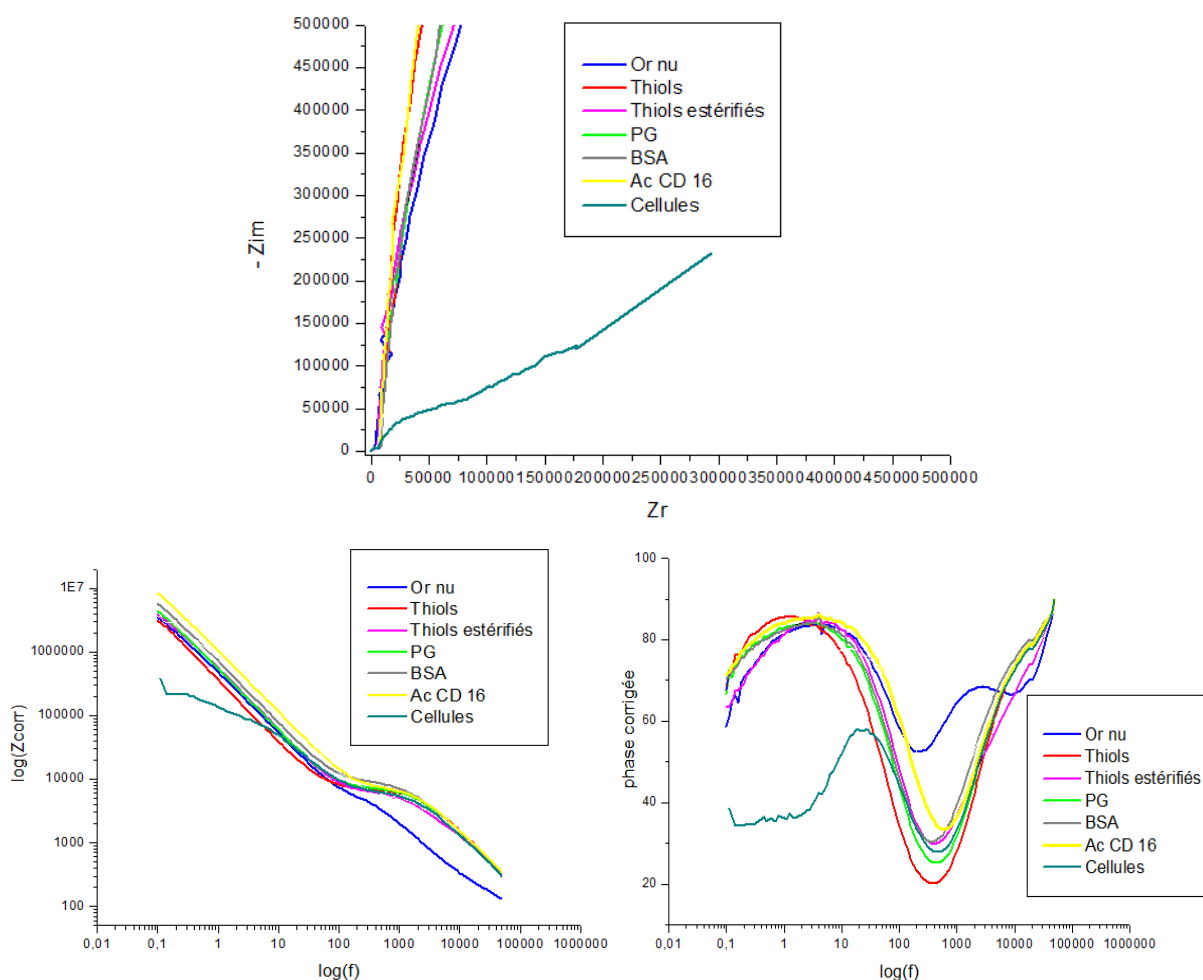 500000
450000
400000
350000
300000
250000
200000
150000
100000
50000
0
- Zim
0 50000 100000 150000 200000 250000 300000 350000 400000 450000 500000
Zr
Or nu
Thiols
Thiols estérifiés
PG
BSA
Ac CD 16
Cellules
1E7
1000000
100000
10000
1000
100
log(Zcorr)
0,01 0,1 1 10 100 1000 10000 100000 1000000
log(f)
Or nu
Thiols
Thiols estérifiés
PG
BSA
Ac CD 16
Cellules
100
80
60
40
20
phase corrigée
0,01 0,1 1 10 100 1000 10000 100000 1000000
log(f)
Or nu
Thiols
Thiols estérifiés
PG
BSA
Ac CD 16
Cellules